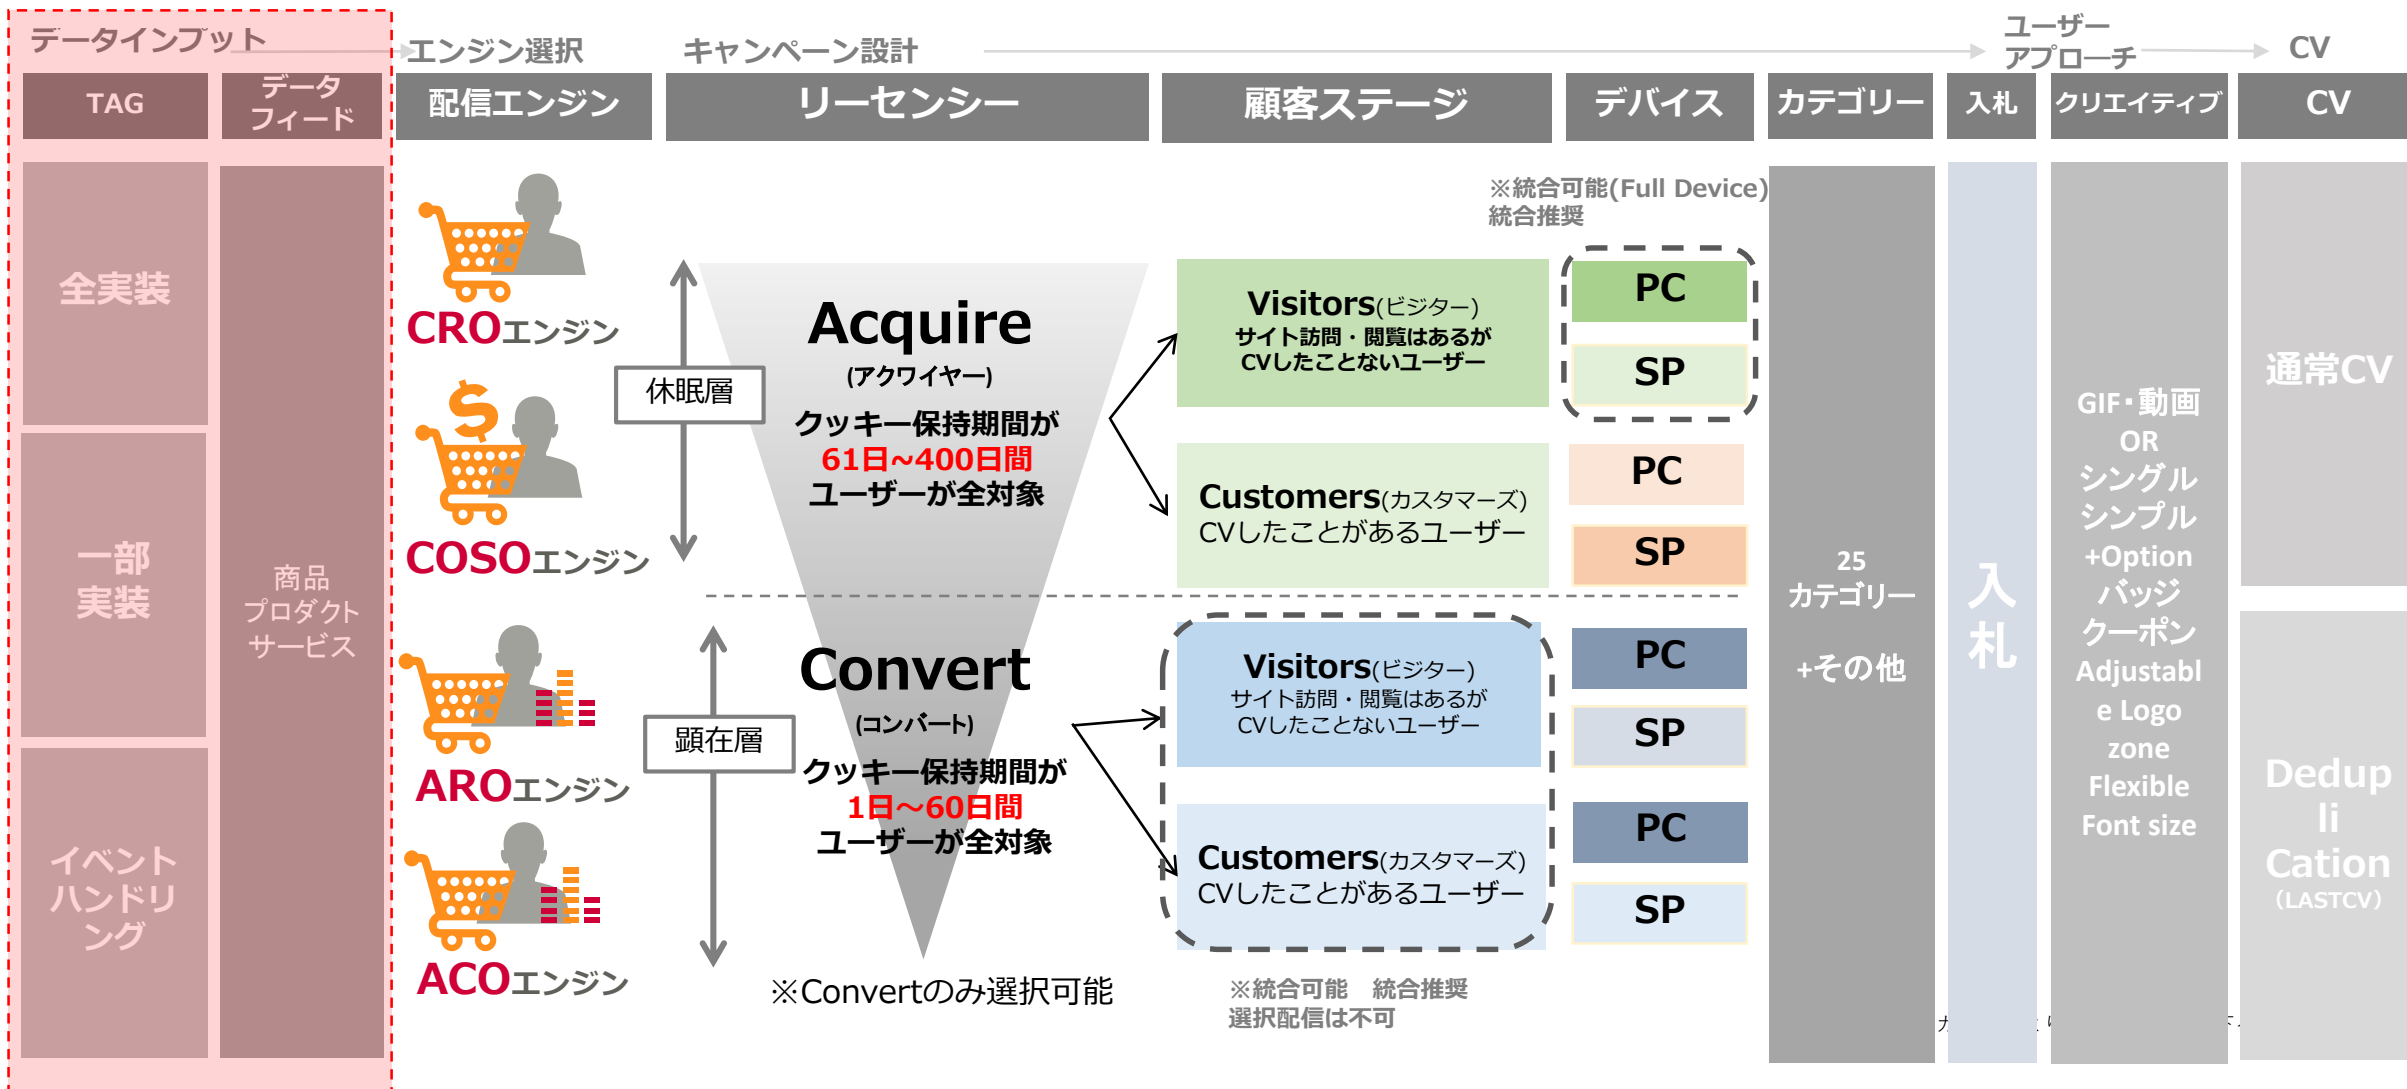 データインプット
エンジン選択
キャンペーン設計
ユーザー
アプローチ
CV
TAG
データ
フィード
配信エンジン
リーセンシー
顧客ステージ
デバイス
カテゴリー
入札
クリエイティブ
CV
全実装
一部
実装
イベント
ハンドリ
ング
商品
プロダクト
サービス
CROエンジン
COSOエンジン
AROエンジン
ACOエンジン
休眠層
顕在層
Acquire
(アクワイヤー)
クッキー保持期間が
61日~400日間
ユーザーが全対象
Convert
(コンバート)
クッキー保持期間が
1日～60日間
ユーザーが全対象
※Convertのみ選択可能
Visitors(ビジター)
サイト訪問・閲覧はあるが
CVしたことないユーザー
Customers(カスタマーズ)
CVしたことがあるユーザー
Visitors(ビジター)
サイト訪問・閲覧はあるが
CVしたことないユーザー
Customers(カスタマーズ)
CVしたことがあるユーザー
※統合可能　統合推奨
選択配信は不可
※統合可能(Full Device)
統合推奨
PC
SP
PC
SP
PC
SP
PC
SP
25
カテゴリー
+その他
入
札
GIF・動画
OR
シングル
シンプル
+Option
バッジ
クーポン
Adjustabl
e Logo
zone
Flexible
Font size
通常CV
Dedup
li
Cation
（LASTCV）